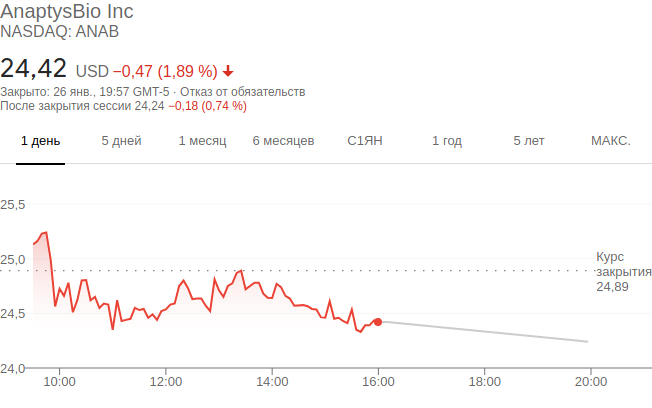 AnaptysBio Inc
NASDAQ: ANAB
24,42 USD −0,47 (1,89 %)
Закрыто: 26 янв., 19:57 GMT-5 · Отказ от обязательств
После закрытия сессии 24,24 −0,18 (0,74 %)
1 день 5 дней 1 месяц 6 месяцев С1ЯН 1 год 5 лет МАКС.
25,5
25,0
24,5
24,0
Курс
закрытия
24,89
10:00 12:00 14:00 16:00 18:00 20:00